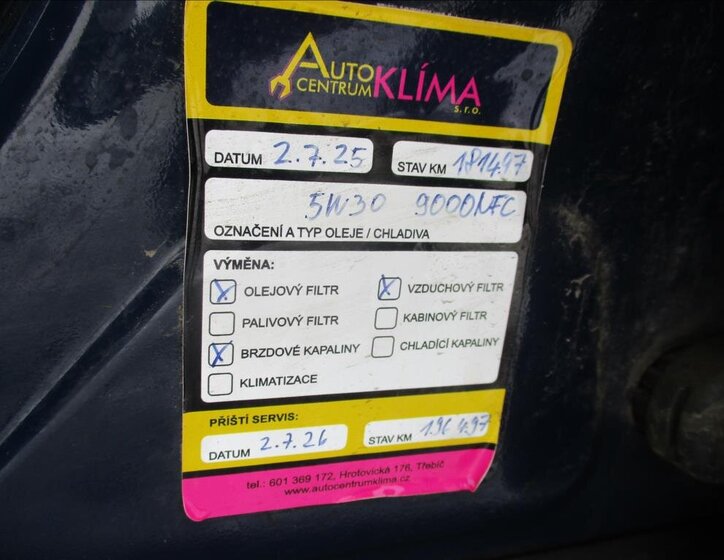 AUTO
CENTRUM KLÍMA
s.r.o.
DATUM 2.7.25 STAV KM 181497
5W30 9000NFC
OZNAČENÍ A TYP OLEJE / CHLADIVA
VÝMĚNA:
X OLEJOVÝ FILTR X VZDUCHOVÝ FILTR
PALIVOVÝ FILTR KABINOVÝ FILTR
X BRZDOVÉ KAPALINY CHLADÍCÍ KAPALINY
KLIMATIZACE
PŘÍŠTÍ SERVIS:
DATUM 2.7.26 STAV KM 196497
tel.: 601 369 172, Hrotovická 176, Třebíč
www.autocentrumklima.cz